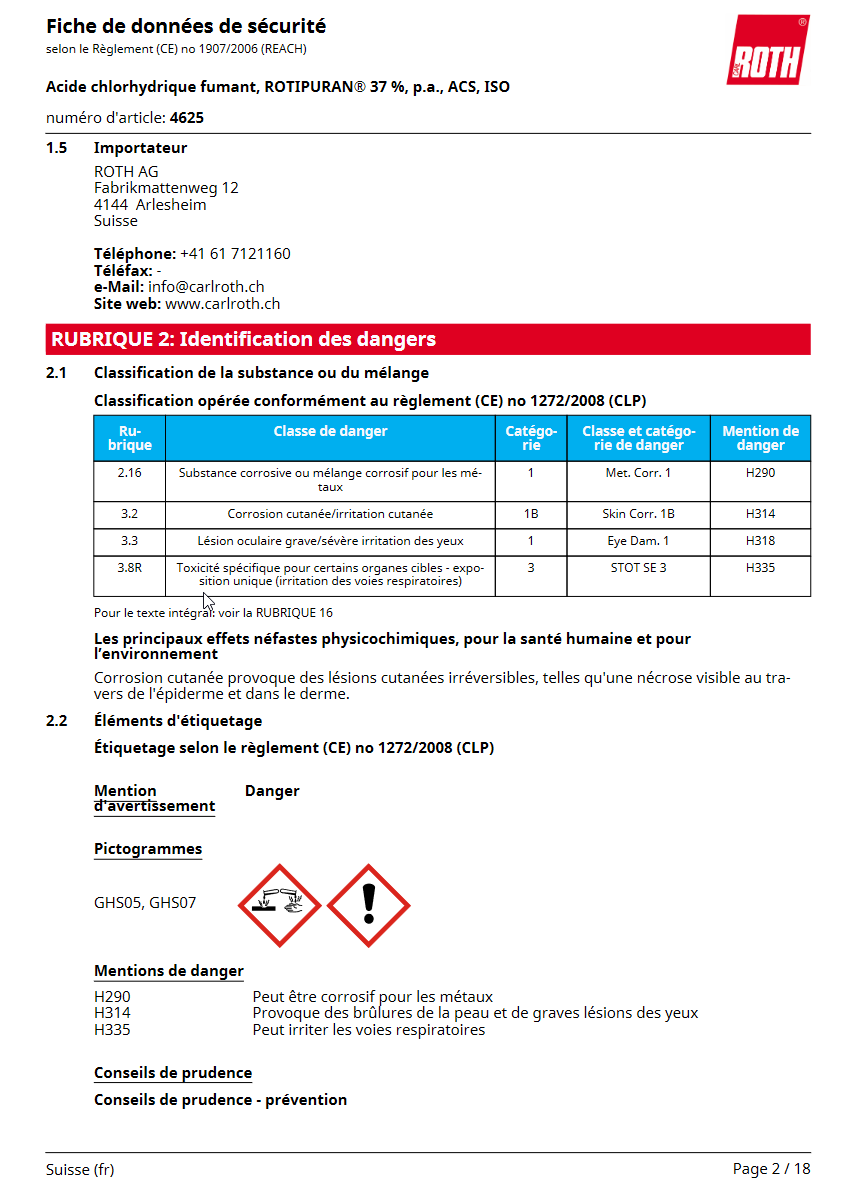 Fiche de données de sécurité
selon le Règlement (CE) no 1907/2006 (REACH)
ROTH
®
Acide chlorhydrique fumant, ROTIPURAN® 37 %, p.a., ACS, ISO
numéro d'article: 4625
1.5 Importateur
ROTH AG
Fabrikmattenweg 12
4144 Arlesheim
Suisse
Téléphone: +41 61 7121160
Téléfax: -
e-Mail: info@carlroth.ch
Site web: www.carlroth.ch
RUBRIQUE 2: Identification des dangers
2.1 Classification de la substance ou du mélange
Classification opérée conformément au règlement (CE) no 1272/2008 (CLP)
Ru- Classe de danger Catégo- Classe et catégo- Mention de
brique rie rie de danger danger
2.16 Substance corrosive ou mélange corrosif pour les mé- 1 Met. Corr. 1 H290
taux
3.2 Corrosion cutanée/irritation cutanée 1B Skin Corr. 1B H314
3.3 Lésion oculaire grave/sévère irritation des yeux 1 Eye Dam. 1 H318
3.8R Toxicité spécifique pour certains organes cibles - expo- 3 STOT SE 3 H335
sition unique (irritation des voies respiratoires)
Pour le texte intégral: voir la RUBRIQUE 16
Les principaux effets néfastes physicochimiques, pour la santé humaine et pour
l'environnement
Corrosion cutanée provoque des lésions cutanées irréversibles, telles qu'une nécrose visible au tra-
vers de l'épiderme et dans le derme.
2.2 Éléments d'étiquetage
Étiquetage selon le règlement (CE) no 1272/2008 (CLP)
Mention Danger
d'avertissement
Pictogrammes
GHS05, GHS07
Mentions de danger
H290 Peut être corrosif pour les métaux
H314 Provoque des brûlures de la peau et de graves lésions des yeux
H335 Peut irriter les voies respiratoires
Conseils de prudence
Conseils de prudence - prévention
Suisse (fr) Page 2 / 18